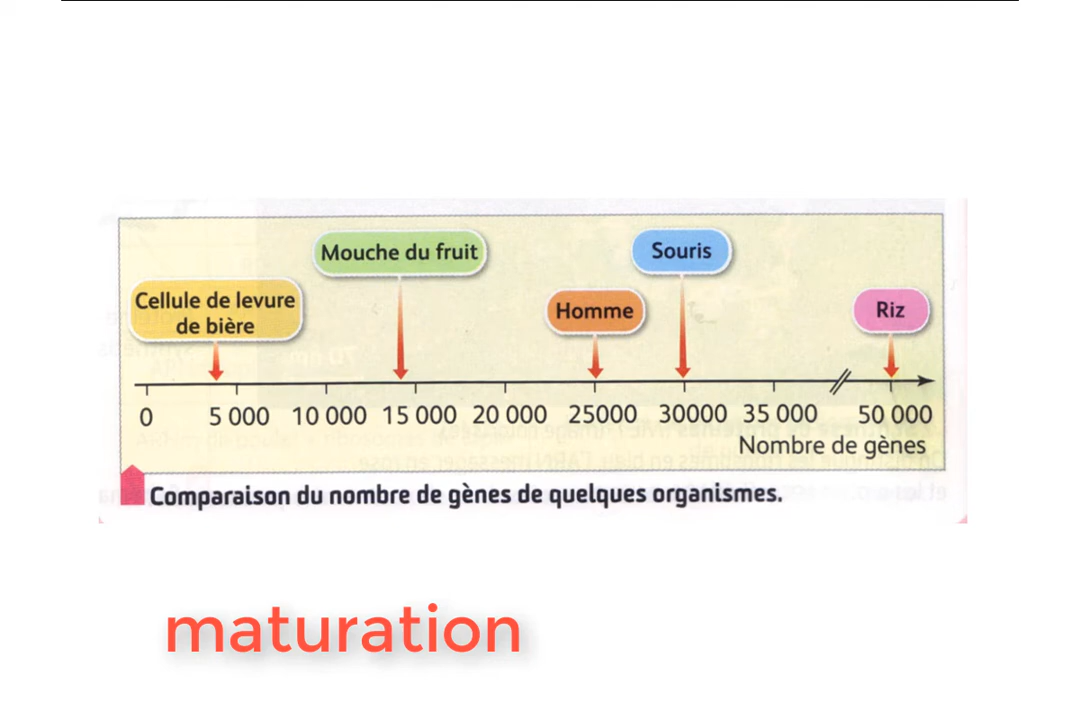 Mouche du fruit
Souris
Cellule de levure
de bière
Homme
Riz
0 5 000 10 000 15 000 20 000 25000 30000 35 000 50 000
Nombre de gènes
Comparaison du nombre de gènes de quelques organismes.
maturation